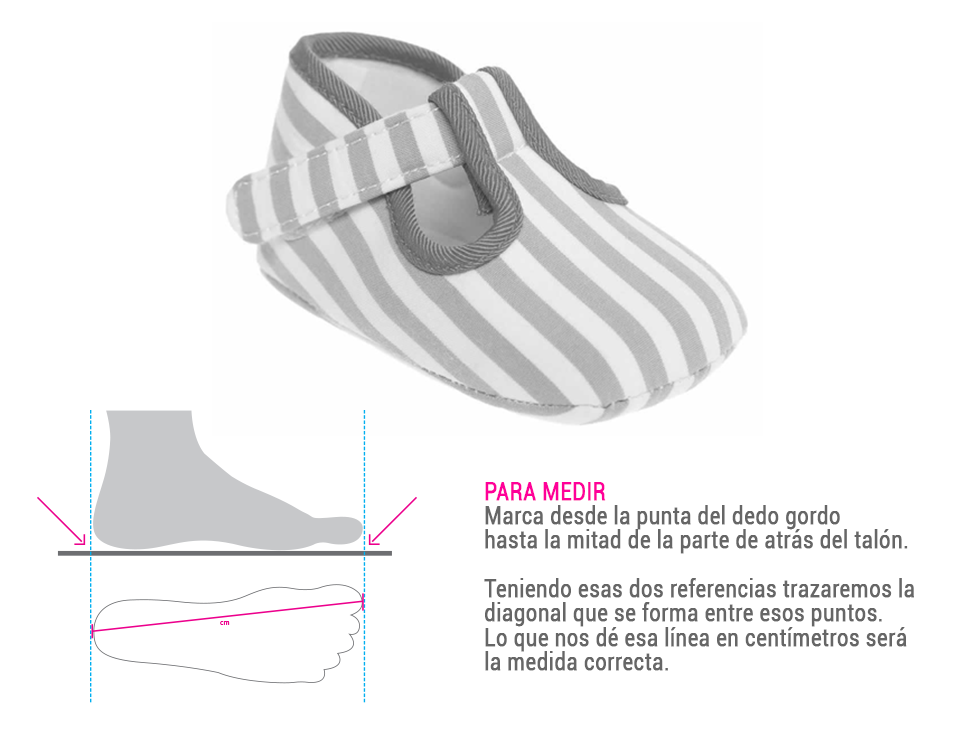 PARA MEDIR
Marca desde la punta del dedo gordo
hasta la mitad de la parte de atrás del talón.
Teniendo esas dos referencias trazaremos la
diagonal que se forma entre esos puntos.
Lo que nos dé esa línea en centímetros será
la medida correcta.
cm